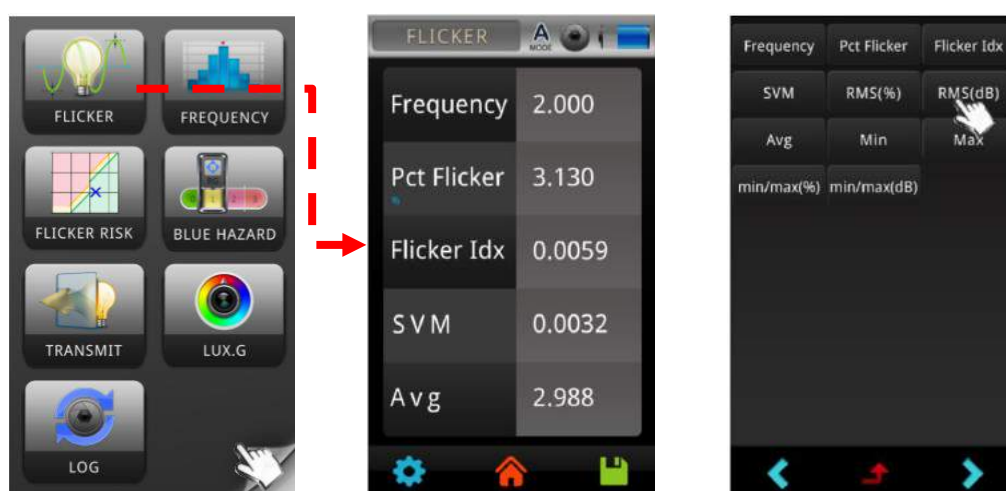 FLICKER FREQUENCY
FLICKER RISK BLUE HAZARD
TRANSMIT LUX.G
LOG
FLICKER A MODE
Frequency 2.000
Pct Flicker 3.130
%
Flicker Idx 0.0059
SVM 0.0032
Avg 2.988
Frequency Pct Flicker Flicker Idx
SVM RMS(%) RMS(dB)
Avg Min Max
min/max(%) min/max(dB)